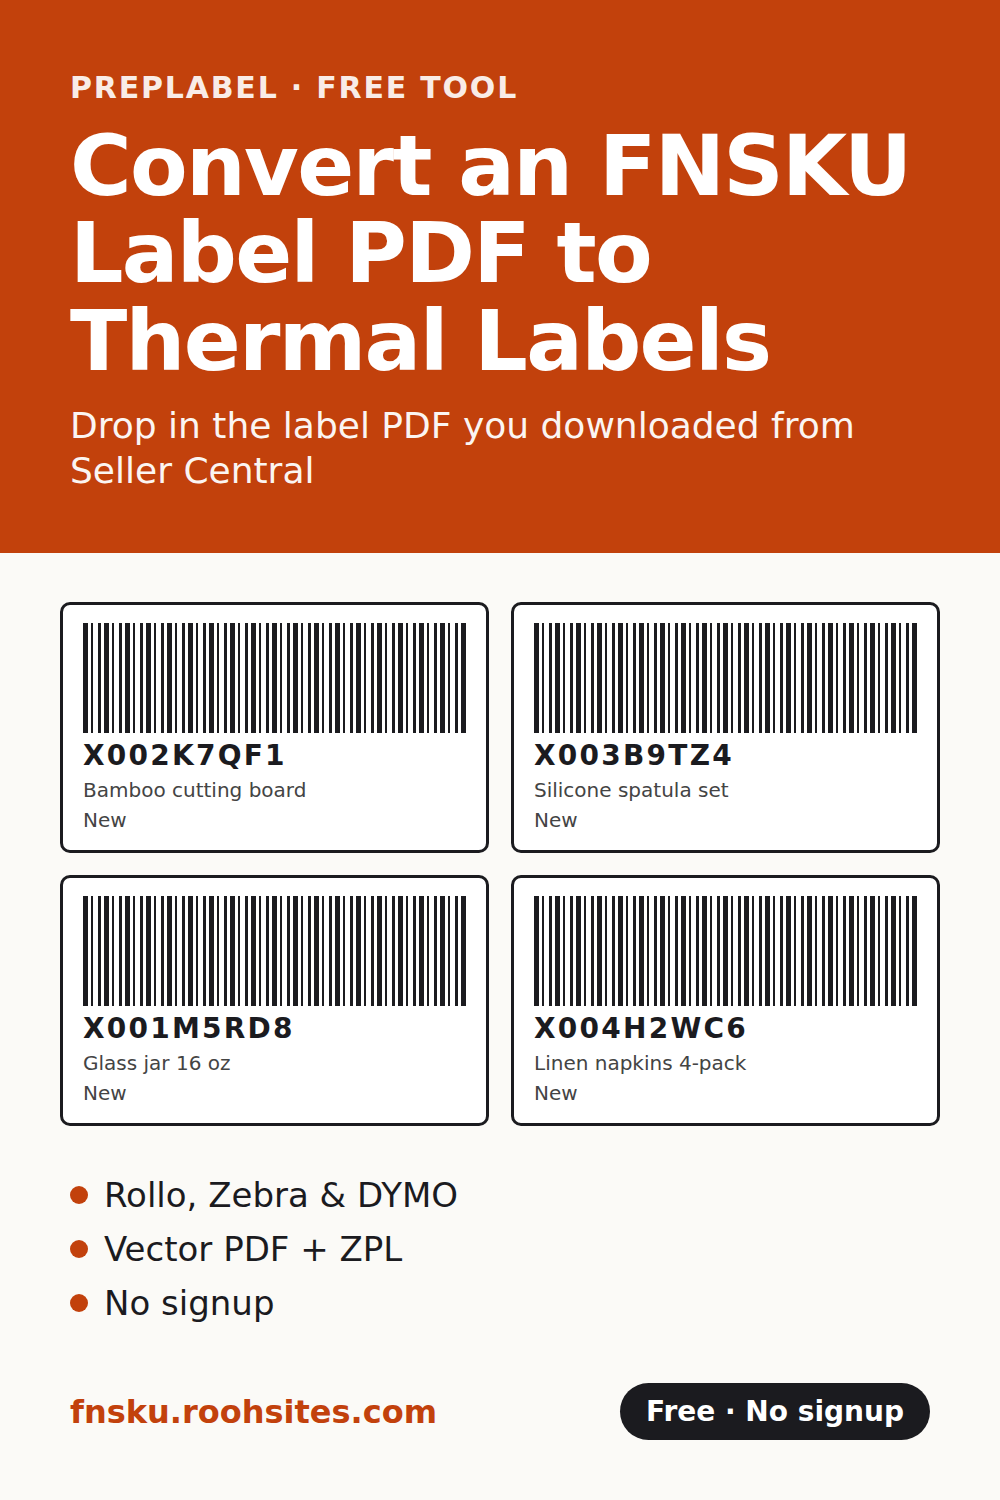 PREPLABEL · FREE TOOL
Convert an FNSKU
Label PDF to
Thermal Labels
Drop in the label PDF you downloaded from
Seller Central
X002K7QF1
Bamboo cutting board
New
X003B9TZ4
Silicone spatula set
New
X001M5RD8
Glass jar 16 oz
New
X004H2WC6
Linen napkins 4-pack
New
Rollo, Zebra & DYMO
Vector PDF + ZPL
No signup
fnsku.roohsites.com
Free · No signup